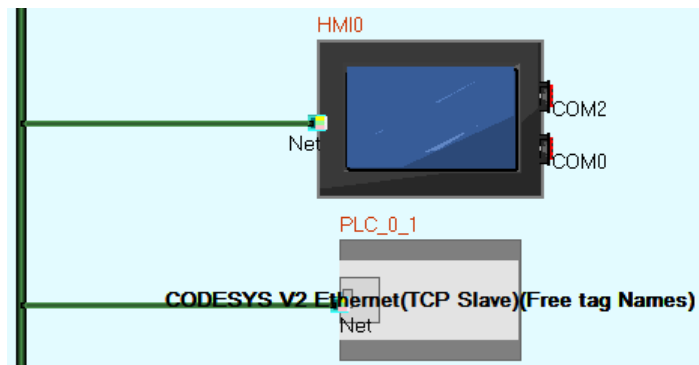 HMI0
COM2
Net
COM0
PLC_0_1
CODESYS V2 Ethernet(TCP Slave)(Free tag Names)
Net